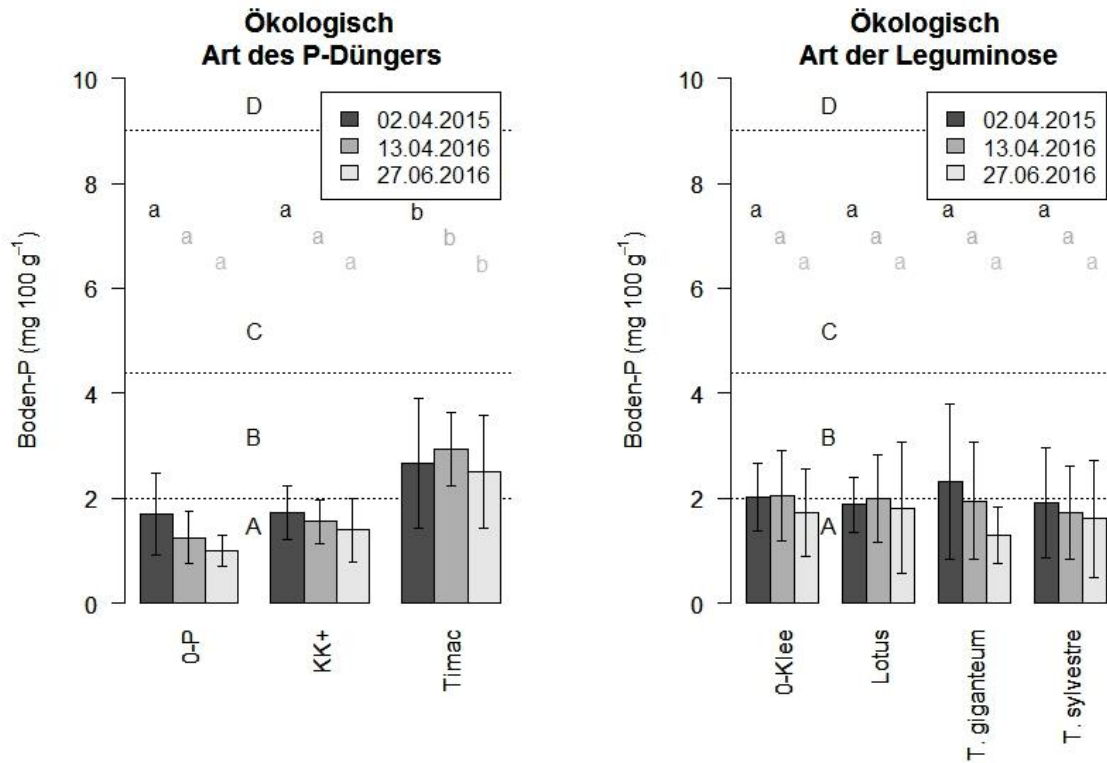 Ökologisch
Art des P-Düngers
Boden-P (mg 100 g⁻¹)
10
8
6
4
2
0
D
C
B
A
02.04.2015
13.04.2016
27.06.2016
a a b
a a b
a a b
0-P
KK+
Timac
Ökologisch
Art der Leguminose
Boden-P (mg 100 g⁻¹)
10
8
6
4
2
0
D
C
B
A
02.04.2015
13.04.2016
27.06.2016
a a a a
a a a a
a a a a
0-Klee
Lotus
T. giganteum
T. sylvestre